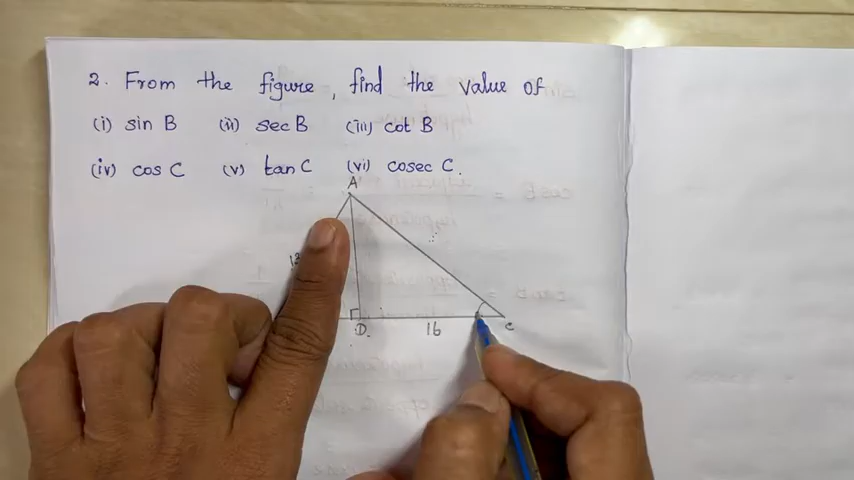 2. From the figure, find the value of
(i) sin B (ii) sec B (iii) cot B
(iv) cos C (v) tan C (vi) cosec C.
A
13
D. 16 C